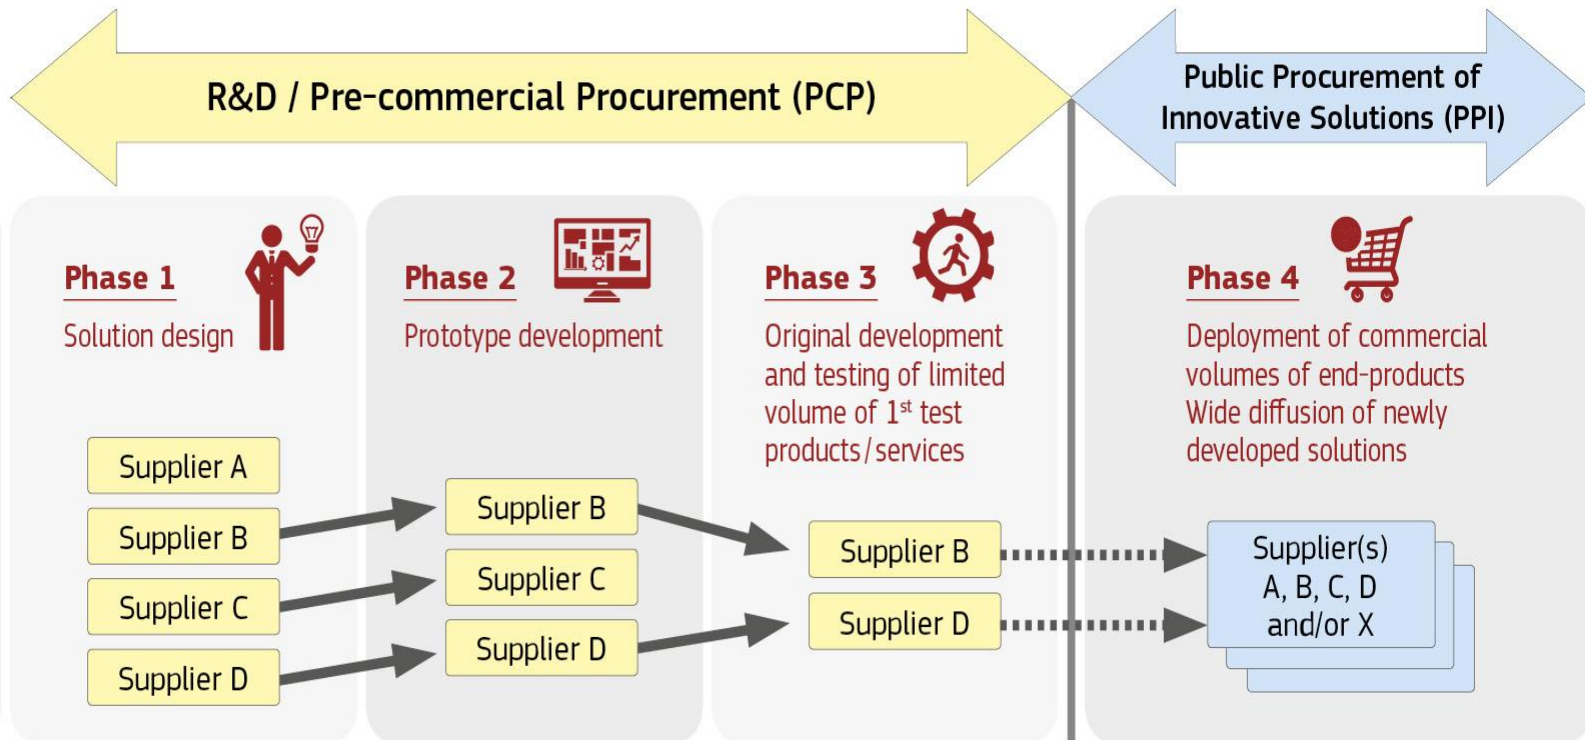 R&D / Pre-commercial Procurement (PCP)
Public Procurement of
Innovative Solutions (PPI)
Phase 1
Solution design
Supplier A
Supplier B
Supplier C
Supplier D
Phase 2
Prototype development
Supplier B
Supplier C
Supplier D
Phase 3
Original development
and testing of limited
volume of 1st test
products/services
Supplier B
Supplier D
Phase 4
Deployment of commercial
volumes of end-products
Wide diffusion of newly
developed solutions
Supplier(s)
A, B, C, D
and/or X